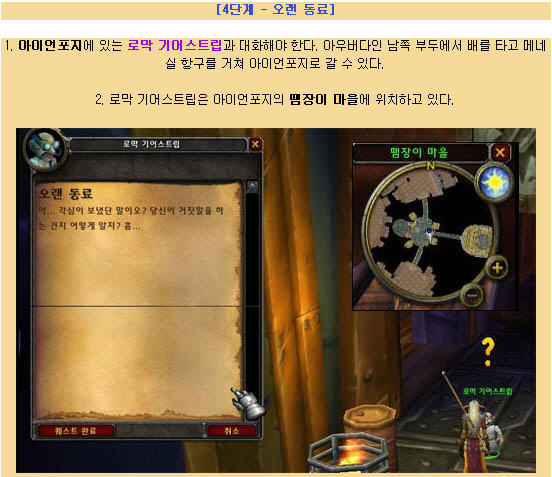 [4단계 - 오랜 동료]
1. 아이언포지에 있는 로막 기어스트립과 대화해야 한다. 아우버다인 남쪽 부두에서 배를 타고 메네
실 항구를 거쳐 아이언포지로 갈 수 있다.
2. 로막 기어스트립은 아이언포지의 땜장이 마을에 위치하고 있다.
로막 기어스트립
땜장이 마을
N
오랜 동료
아... 각심이 보냈단 말이오? 당신이 거짓말을 하
는 건지 어떻게 알지? 흠...
?
로막 기어스트립
퀘스트 완료
취소